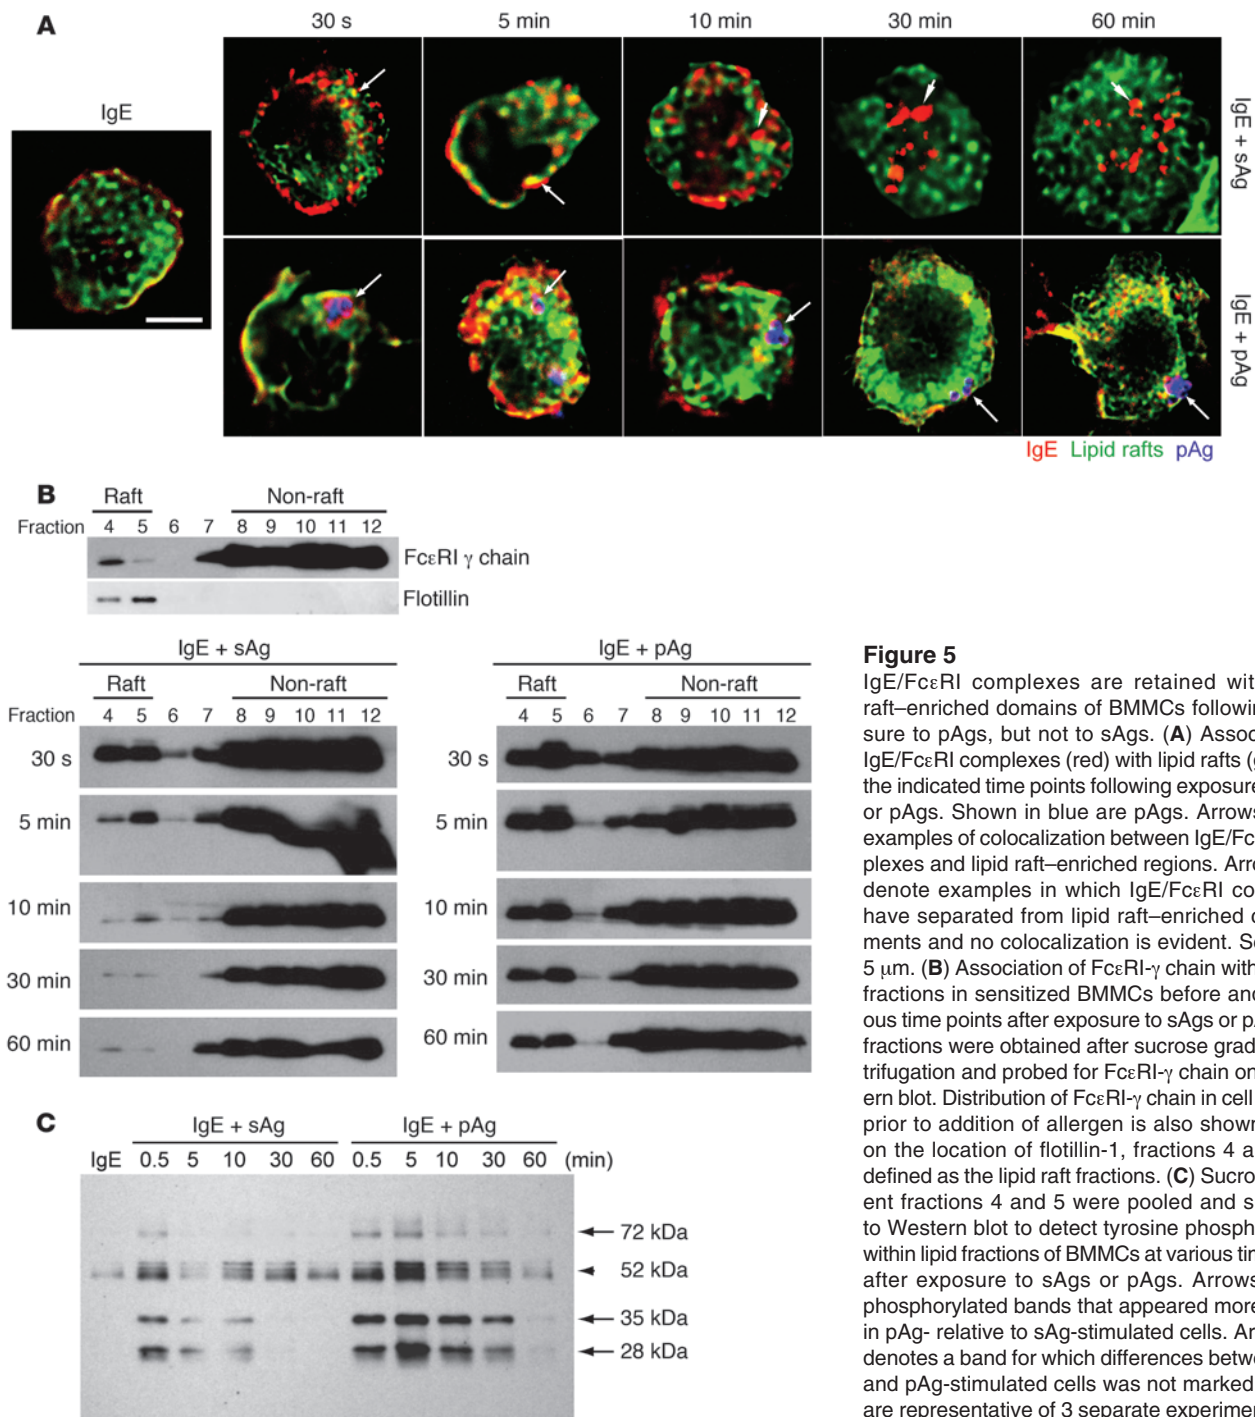 A
30 s 5 min 10 min 30 min 60 min
IgE
IgE + sAg
IgE + pAg
IgE Lipid rafts pAg
B
Raft Non-raft
Fraction 4 5 6 7 8 9 10 11 12
FcεRI γ chain
Flotillin
IgE + sAg
Raft Non-raft
Fraction 4 5 6 7 8 9 10 11 12
30 s
5 min
10 min
30 min
60 min
IgE + pAg
Raft Non-raft
4 5 6 7 8 9 10 11 12
30 s
5 min
10 min
30 min
60 min
C
IgE + sAg IgE + pAg
IgE 0.5 5 10 30 60 0.5 5 10 30 60 (min)
72 kDa
52 kDa
35 kDa
28 kDa
Figure 5
IgE/FcεRI complexes are retained wit
raft–enriched domains of BMMCs followin
sure to pAgs, but not to sAgs. (A) Assoc
IgE/FcεRI complexes (red) with lipid rafts (g
the indicated time points following exposure
or pAgs. Shown in blue are pAgs. Arrows
examples of colocalization between IgE/Fc
plexes and lipid raft–enriched regions. Arro
denote examples in which IgE/FcεRI co
have separated from lipid raft–enriched c
ments and no colocalization is evident. Sc
5 μm. (B) Association of FcεRI-γ chain with
fractions in sensitized BMMCs before and
ous time points after exposure to sAgs or pA
fractions were obtained after sucrose grad
trifugation and probed for FcεRI-γ chain on
ern blot. Distribution of FcεRI-γ chain in cell
prior to addition of allergen is also shown
on the location of flotillin-1, fractions 4 a
defined as the lipid raft fractions. (C) Sucro
ent fractions 4 and 5 were pooled and s
to Western blot to detect tyrosine phosph
within lipid fractions of BMMCs at various tin
after exposure to sAgs or pAgs. Arrows
phosphorylated bands that appeared more
in pAg- relative to sAg-stimulated cells. Ar
denotes a band for which differences betwe
and pAg-stimulated cells was not marked
are representative of 3 separate experimen